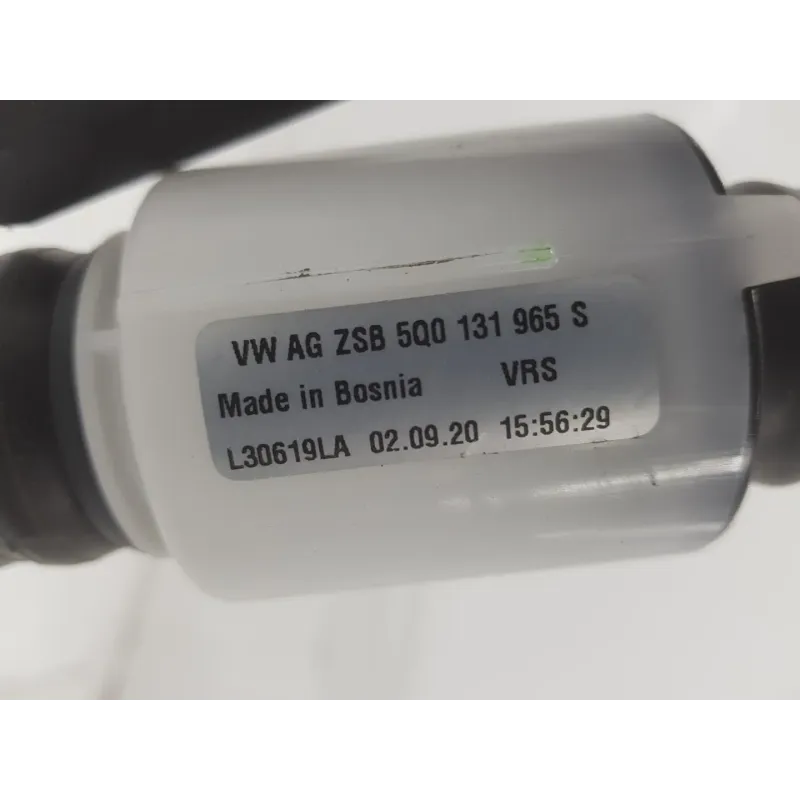 VW AG ZSB 5Q0 131 965 S
Made in Bosnia VRS
L30619LA 02.09.20 15:56:29